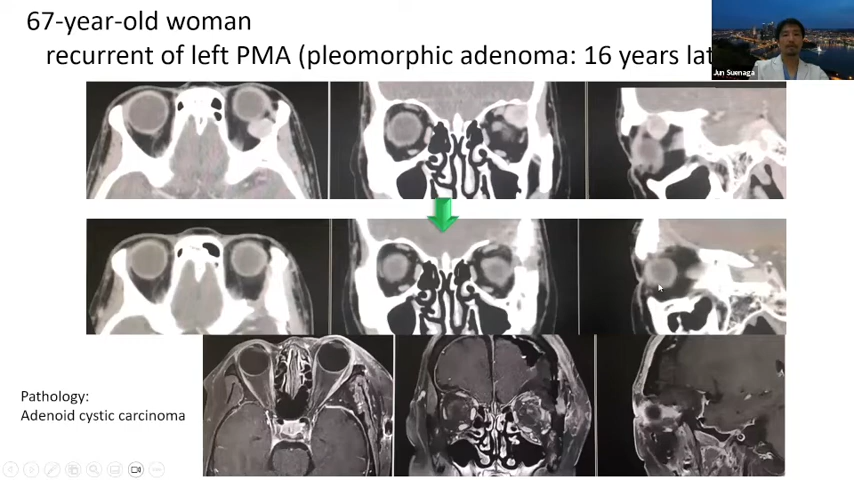 67-year-old woman
recurrent of left PMA (pleomorphic adenoma: 16 years lat
Jun Suenaga
Pathology:
Adenoid cystic carcinoma